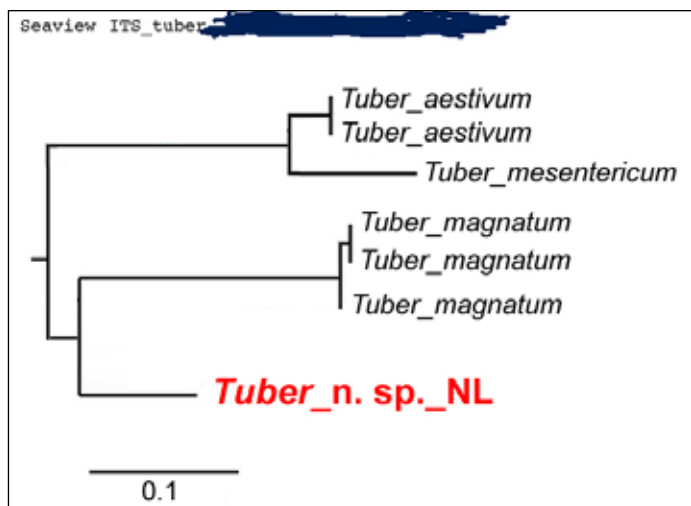 Seaview ITS_tuber
Tuber_aestivum
Tuber_aestivum
Tuber_mesentericum
Tuber_magnatum
Tuber_magnatum
Tuber_magnatum
Tuber_n. sp._NL
0.1